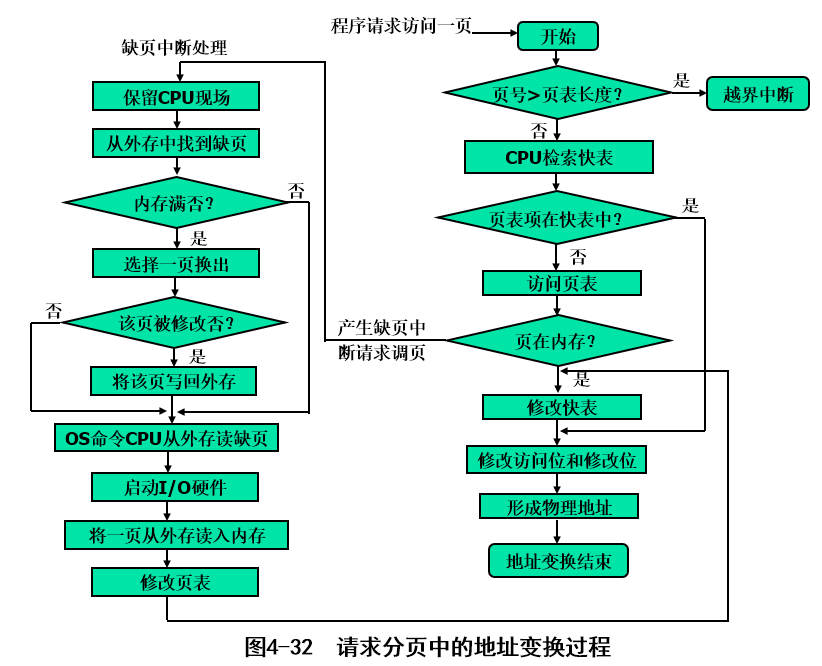 程序请求访问一页
开始
页号>页表长度?
是
越界中断
否
CPU检索快表
页表项在快表中?
是
否
访问页表
页在内存?
产生缺页中
断请求调页
是
修改快表
修改访问位和修改位
形成物理地址
地址变换结束
缺页中断处理
保留CPU现场
从外存中找到缺页
内存满否?
否
是
选择一页换出
该页被修改否?
否
是
将该页写回外存
OS命令CPU从外存读缺页
启动I/O硬件
将一页从外存读入内存
修改页表
图4-32 请求分页中的地址变换过程